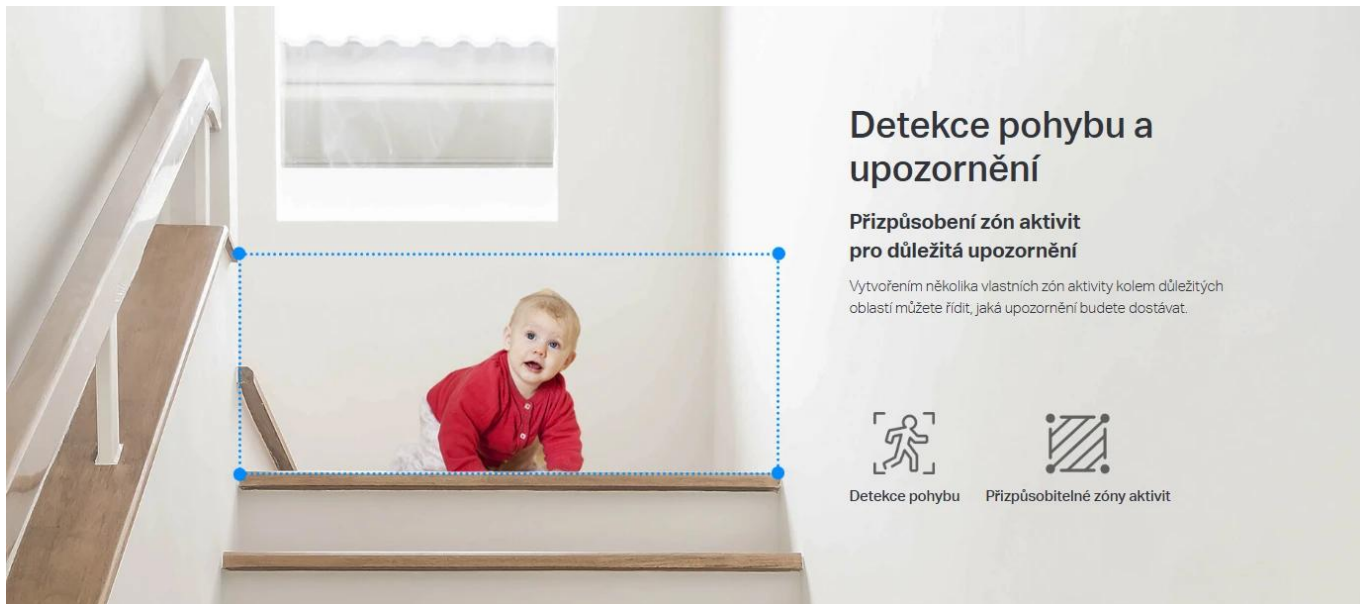 Detekce pohybu a
upozornění
Přizpůsobení zón aktivit
pro důležitá upozornění
Vytvořením několika vlastních zón aktivity kolem důležitých
oblastí můžete řídit, jaká upozornění budete dostávat.
Detekce pohybu
Přizpůsobitelné zóny aktivit